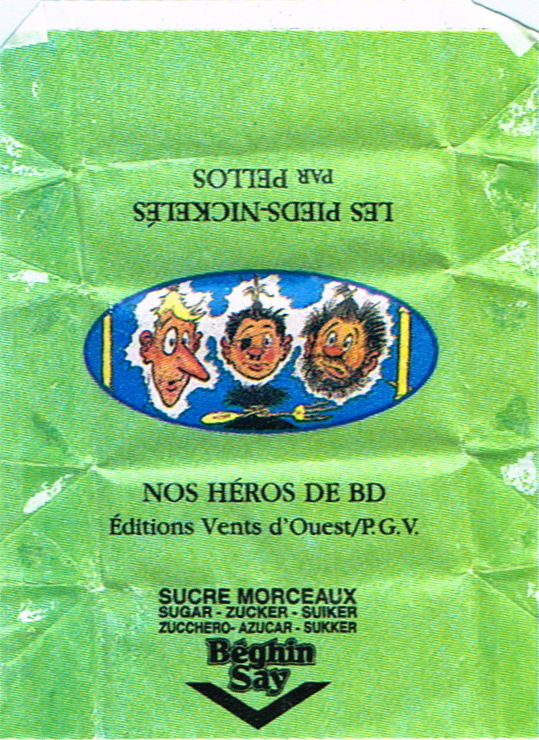 LES PIEDS-NICKELÉS
PAR PELLOS
NOS HÉROS DE BD
Éditions Vents d'Ouest/P.G.V.
SUCRE MORCEAUX
SUGAR - ZUCKER - SUIKER
ZUCCHERO- AZUCAR - SUKKER
Béghin
Say